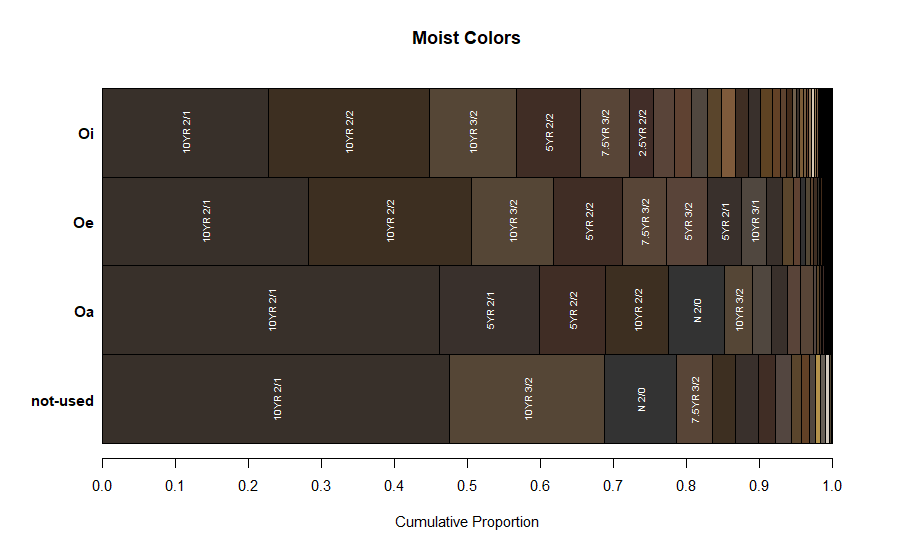 Moist Colors
Oi
10YR 2/1
10YR 2/2
10YR 3/2
5YR 2/2
7.5YR 3/2
2.5YR 2/2
Oe
10YR 2/1
10YR 2/2
10YR 3/2
5YR 2/2
7.5YR 3/2
5YR 3/2
5YR 2/1
10YR 3/1
Oa
10YR 2/1
5YR 2/1
5YR 2/2
10YR 2/2
N 2/0
10YR 3/2
not-used
10YR 2/1
10YR 3/2
N 2/0
7.5YR 3/2
0.0 0.1 0.2 0.3 0.4 0.5 0.6 0.7 0.8 0.9 1.0
Cumulative Proportion